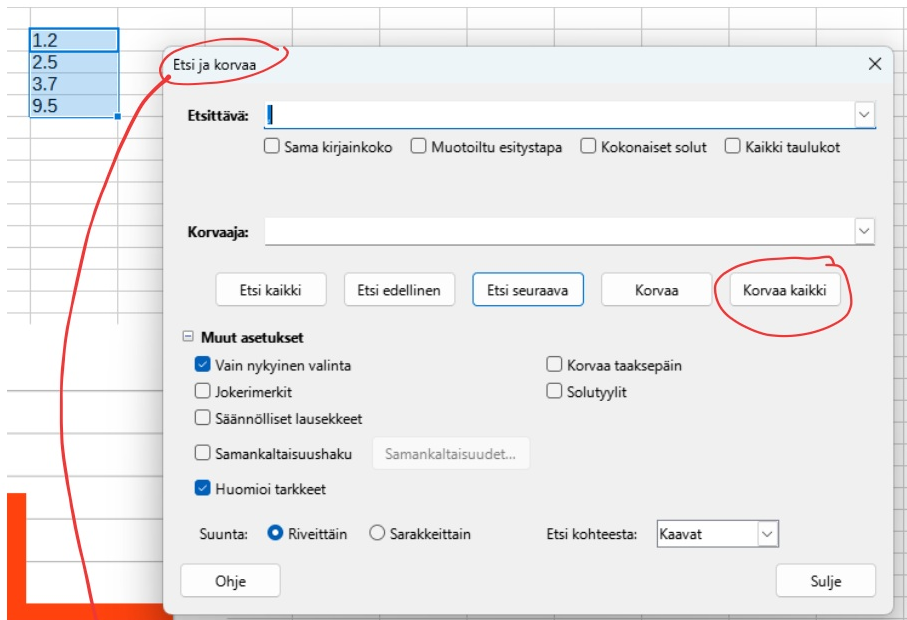 1.2
2.5
3.7
9.5
Etsi ja korvaa
Etsittävä:
Sama kirjainkoko Muotoiltu esitystapa Kokonaiset solut Kaikki taulukot
Korvaaja:
Etsi kaikki Etsi edellinen Etsi seuraava Korvaa Korvaa kaikki
Muut asetukset
Vain nykyinen valinta Korvaa taaksepäin
Jokerimerkit Solutyylit
Säännölliset lausekkeet
Samankaltaisuushaku Samankaltaisuudet...
Huomioi tarkkeet
Suunta: Riveittäin Sarakkeittain Etsi kohteesta: Kaavat
Ohje Sulje